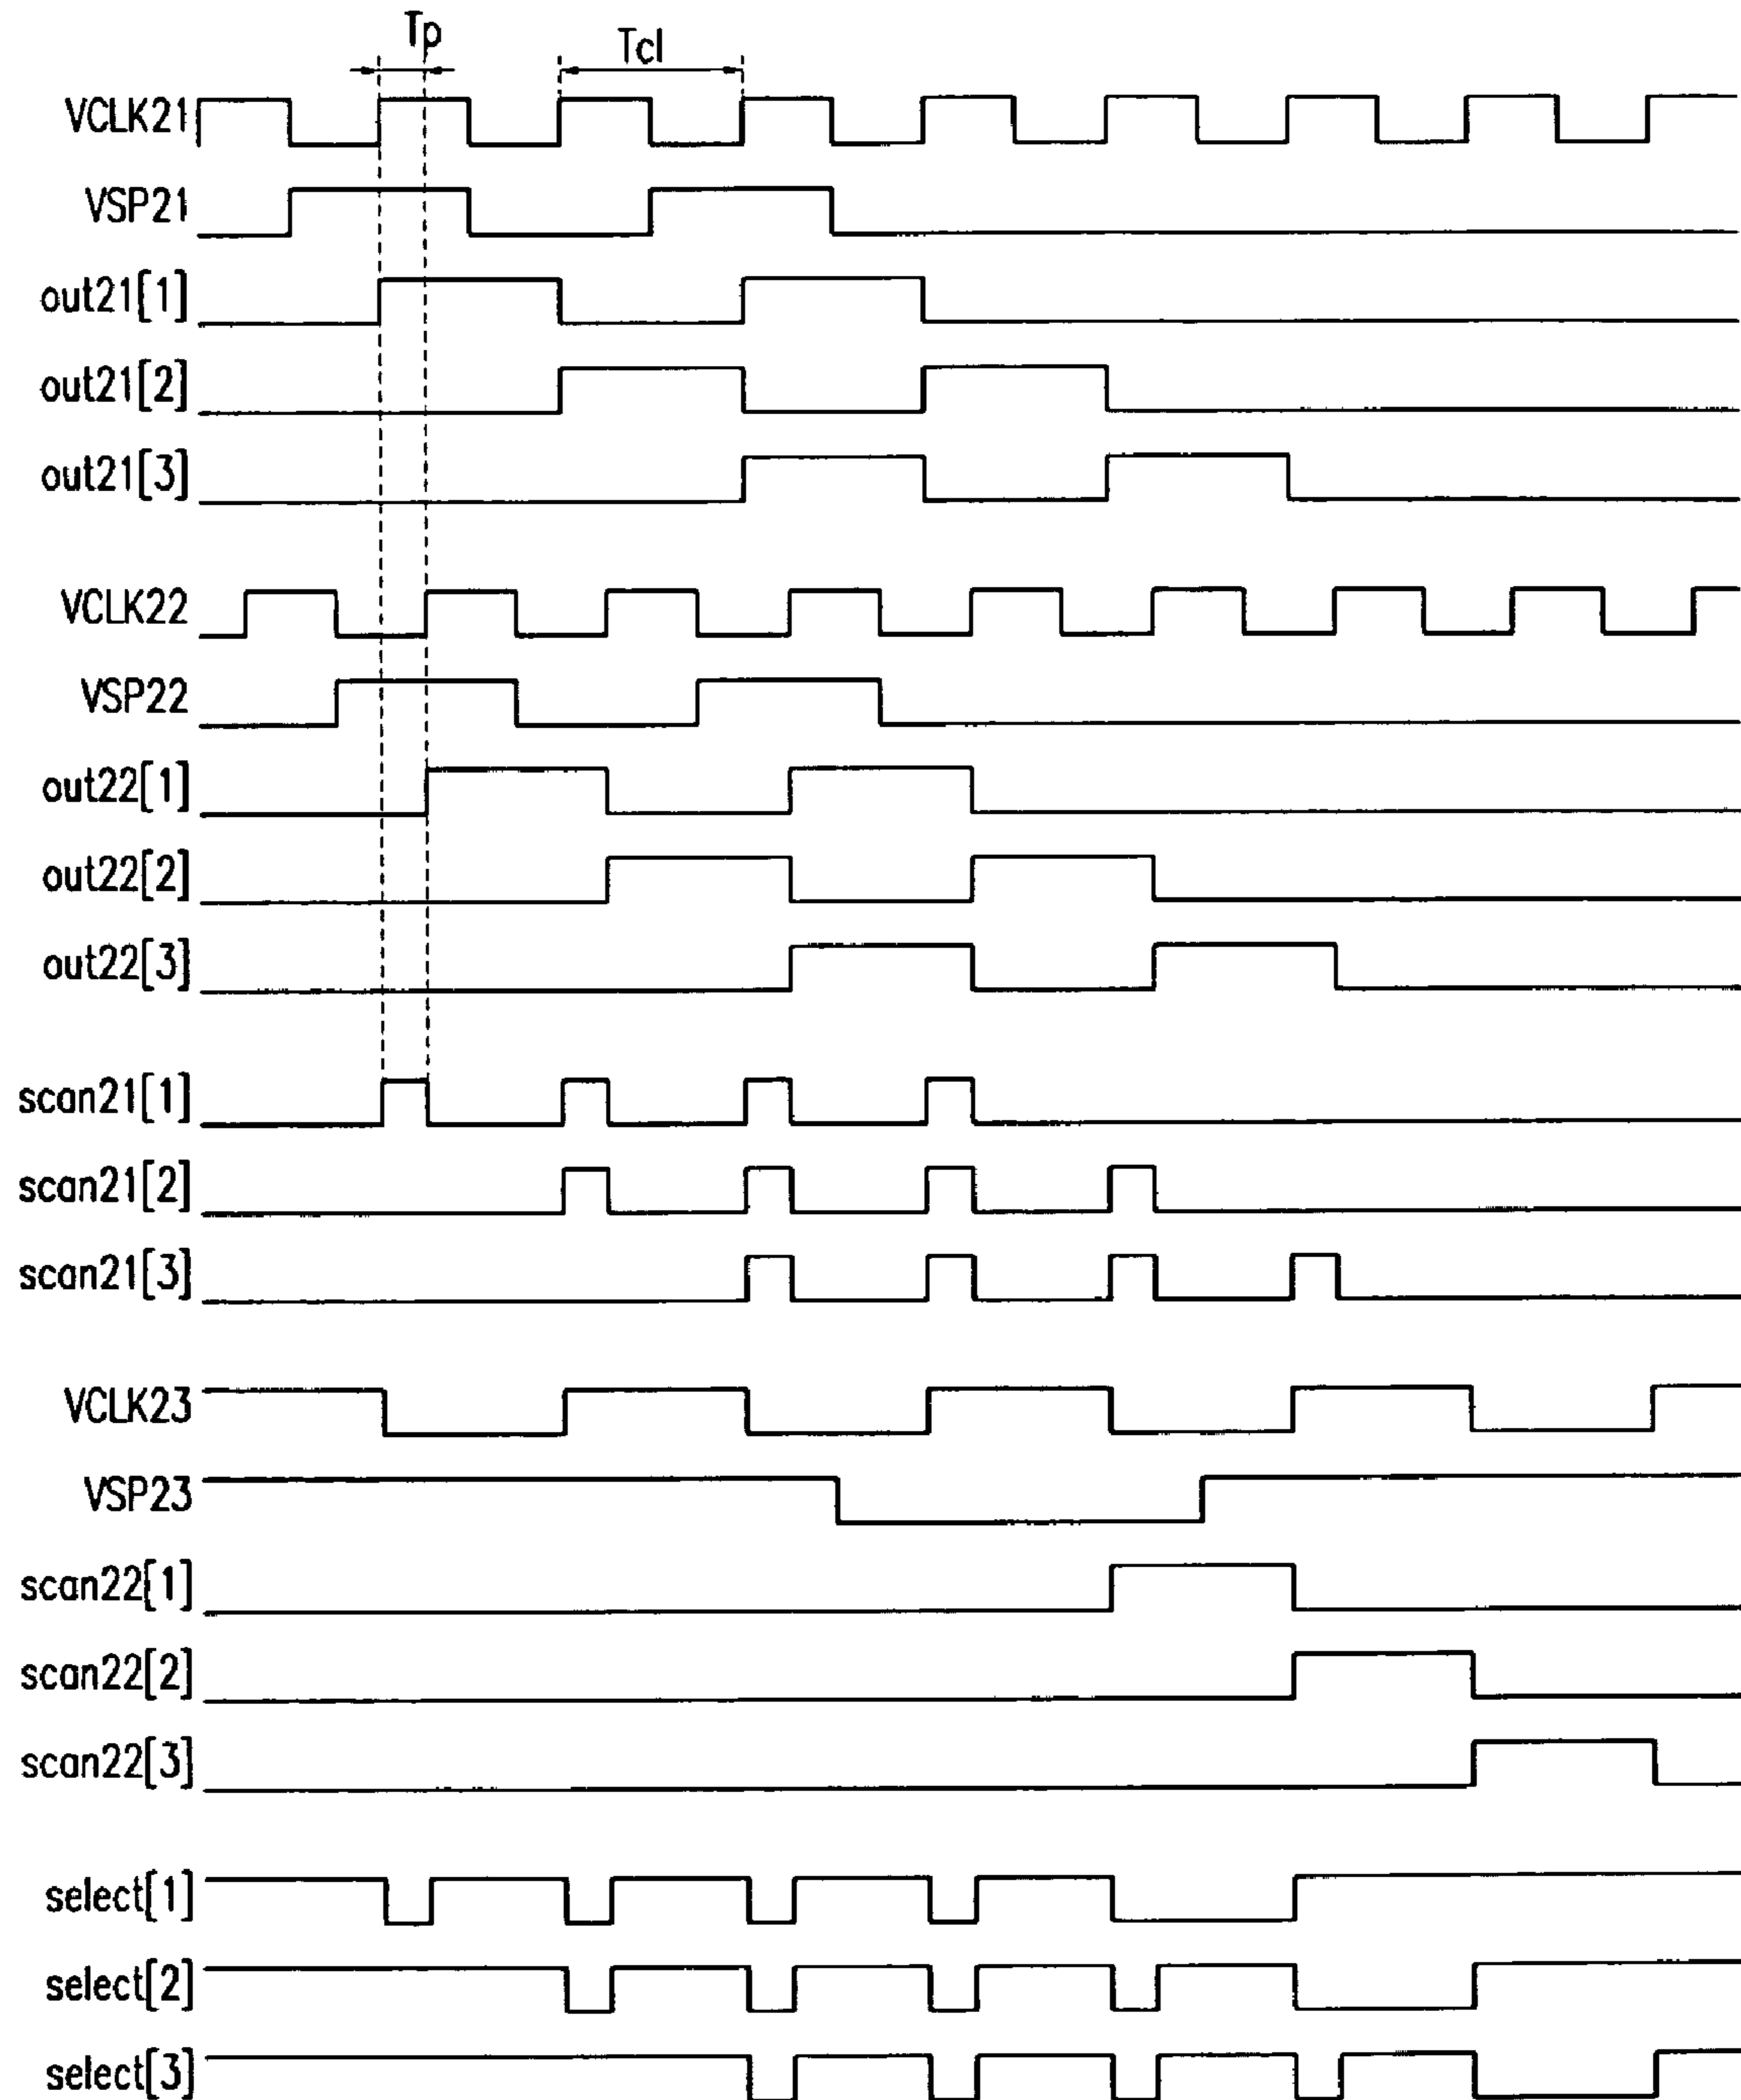 Tp
Tcl
VCLK21
VSP21
out21[1]
out21[2]
out21[3]
VCLK22
VSP22
out22[1]
out22[2]
out22[3]
scan21[1]
scan21[2]
scan21[3]
VCLK23
VSP23
scan22[1]
scan22[2]
scan22[3]
select[1]
select[2]
select[3]